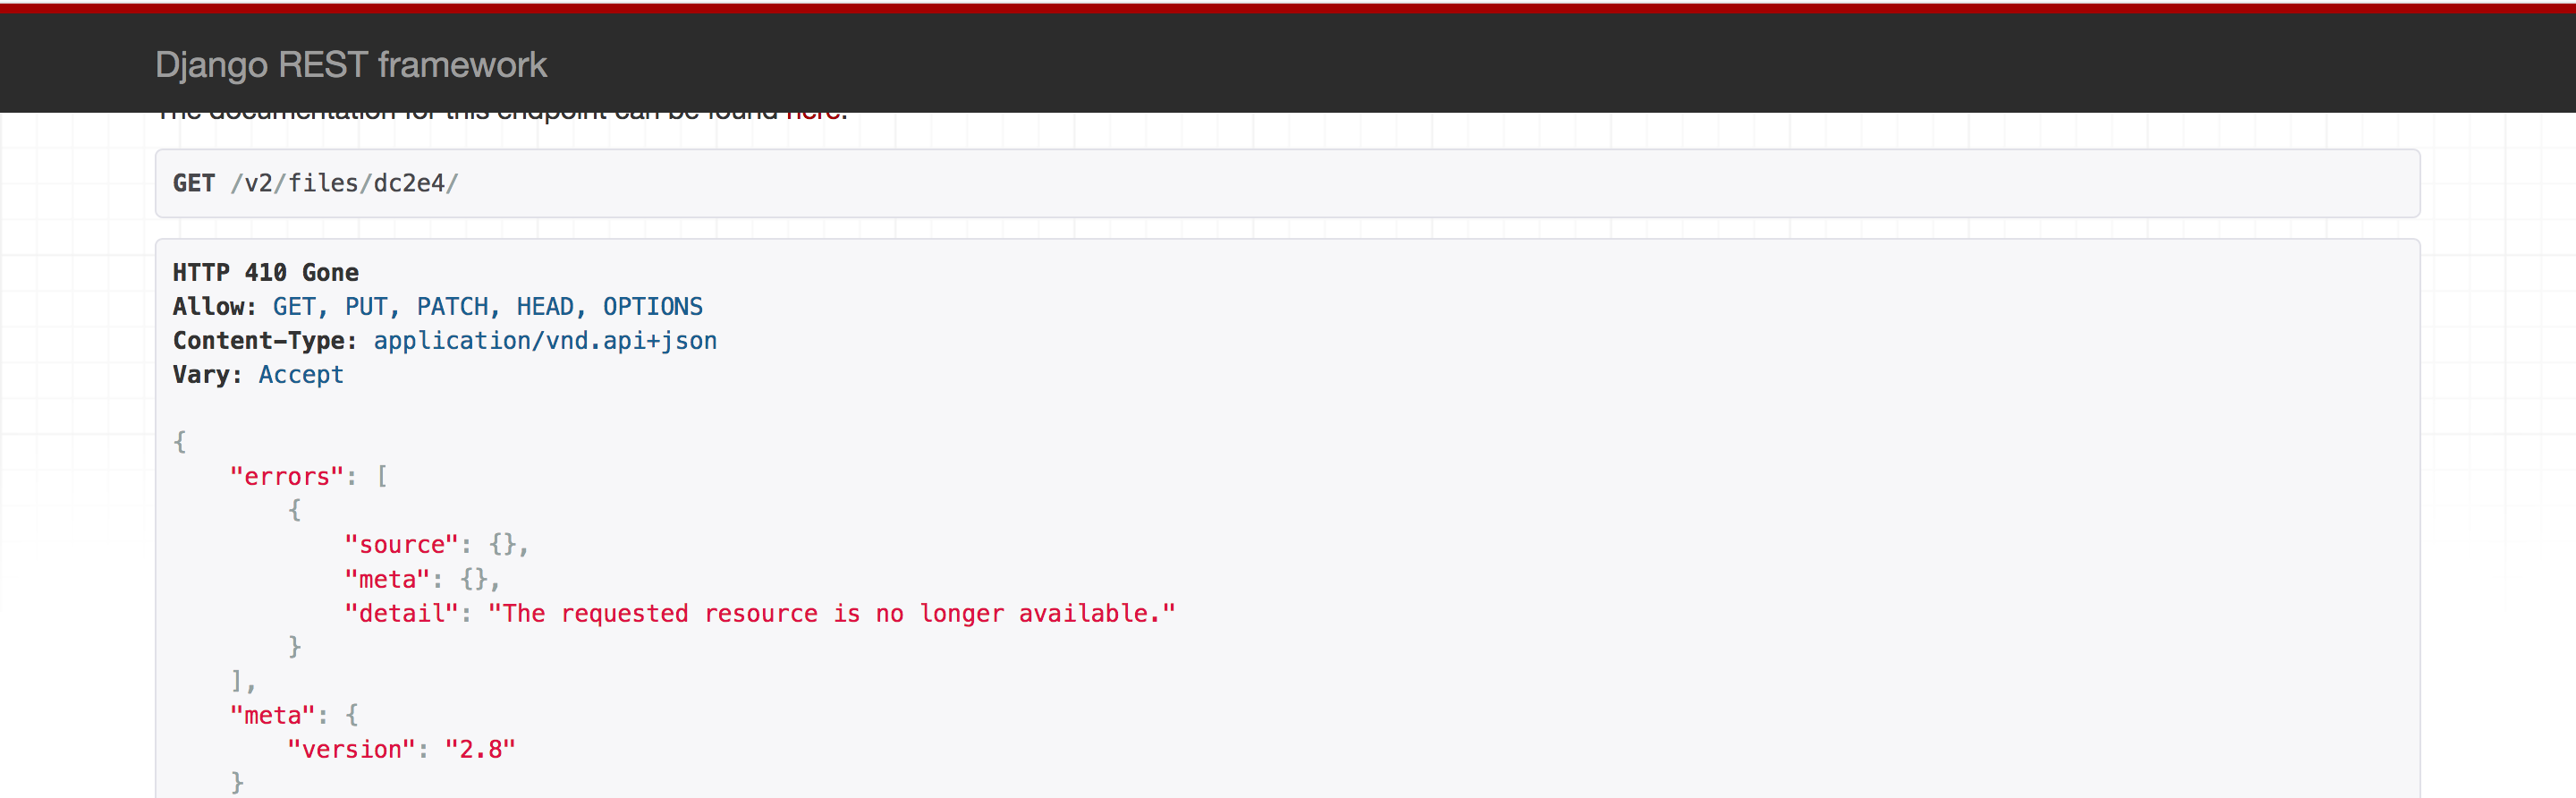 Django REST framework
The documentation for this endpoint can be found here.
GET /v2/files/dc2e4/
HTTP 410 Gone
Allow: GET, PUT, PATCH, HEAD, OPTIONS
Content-Type: application/vnd.api+json
Vary: Accept
{
"errors": [
{
"source": {},
"meta": {},
"detail": "The requested resource is no longer available."
}
],
"meta": {
"version": "2.8"
}